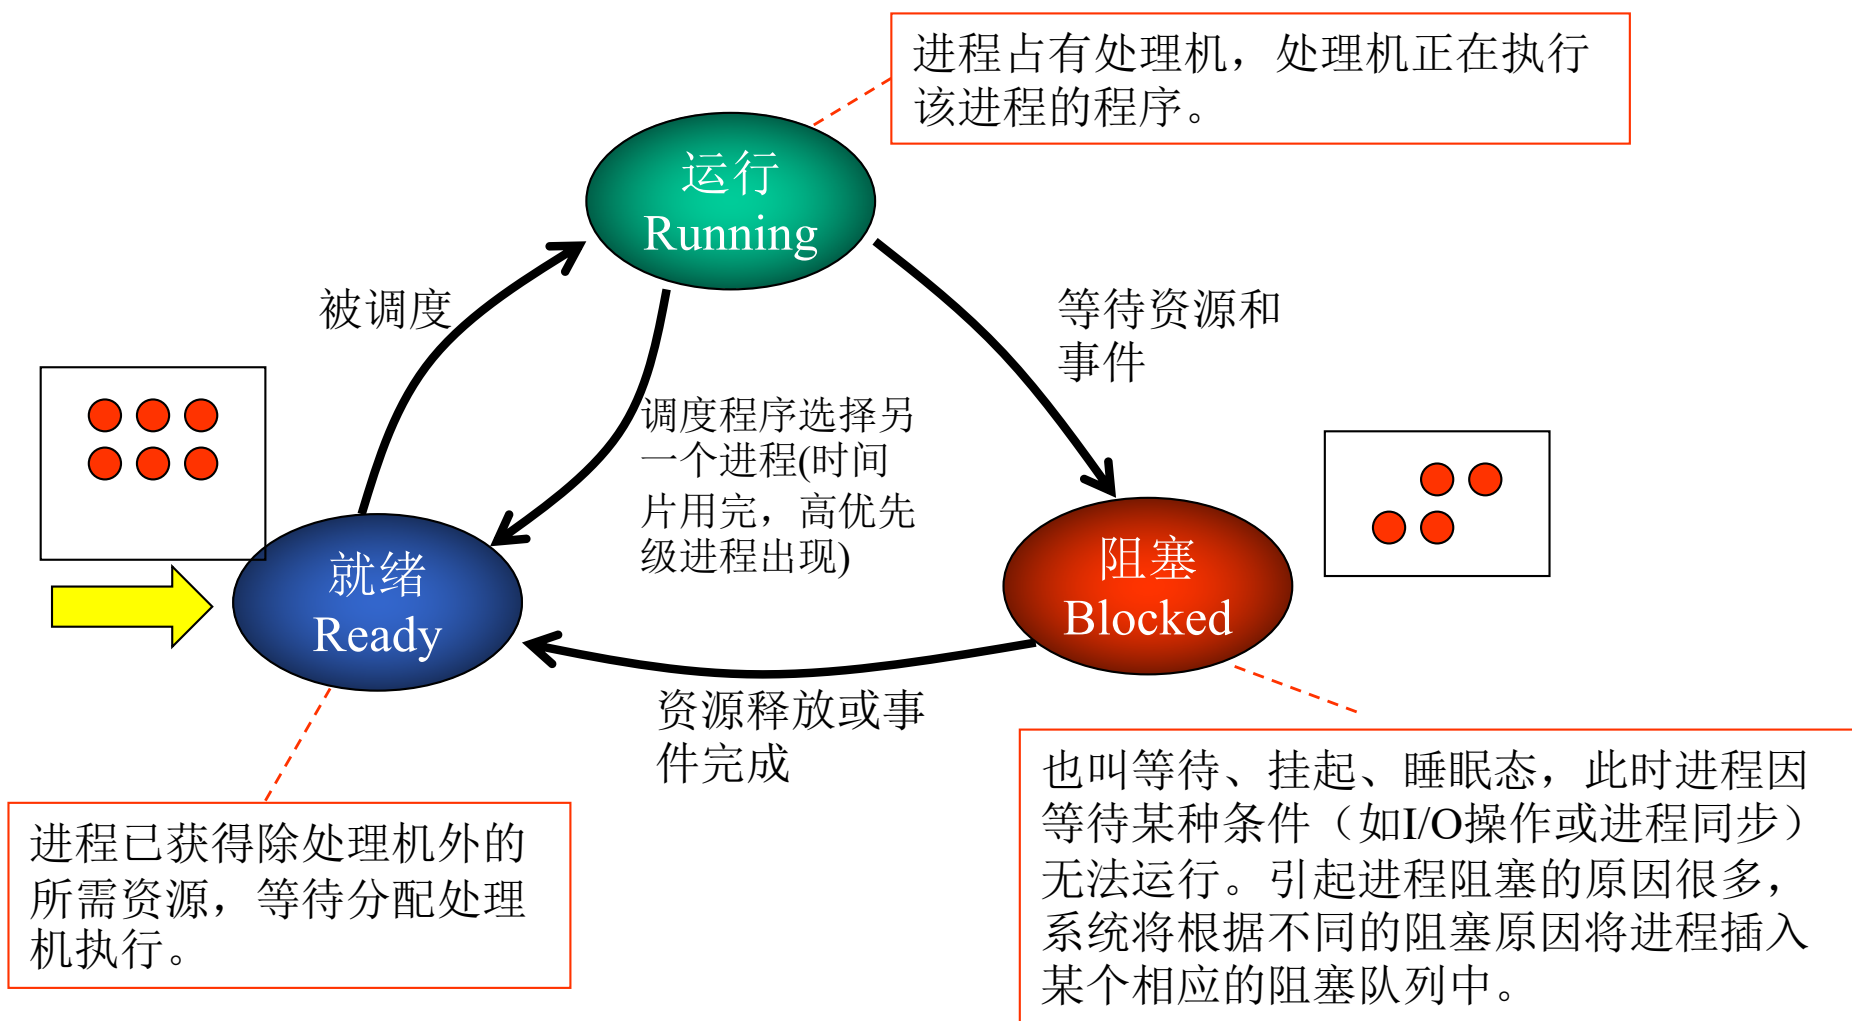 进程占有处理机，处理机正在执行
该进程的程序。
运行
Running
被调度
等待资源和
事件
调度程序选择另
一个进程(时间
片用完，高优先
级进程出现)
就绪
Ready
阻塞
Blocked
资源释放或事
件完成
进程已获得除处理机外的
所需资源，等待分配处理
机执行。
也叫等待、挂起、睡眠态，此时进程因
等待某种条件（如I/O操作或进程同步）
无法运行。引起进程阻塞的原因很多，
系统将根据不同的阻塞原因将进程插入
某个相应的阻塞队列中。